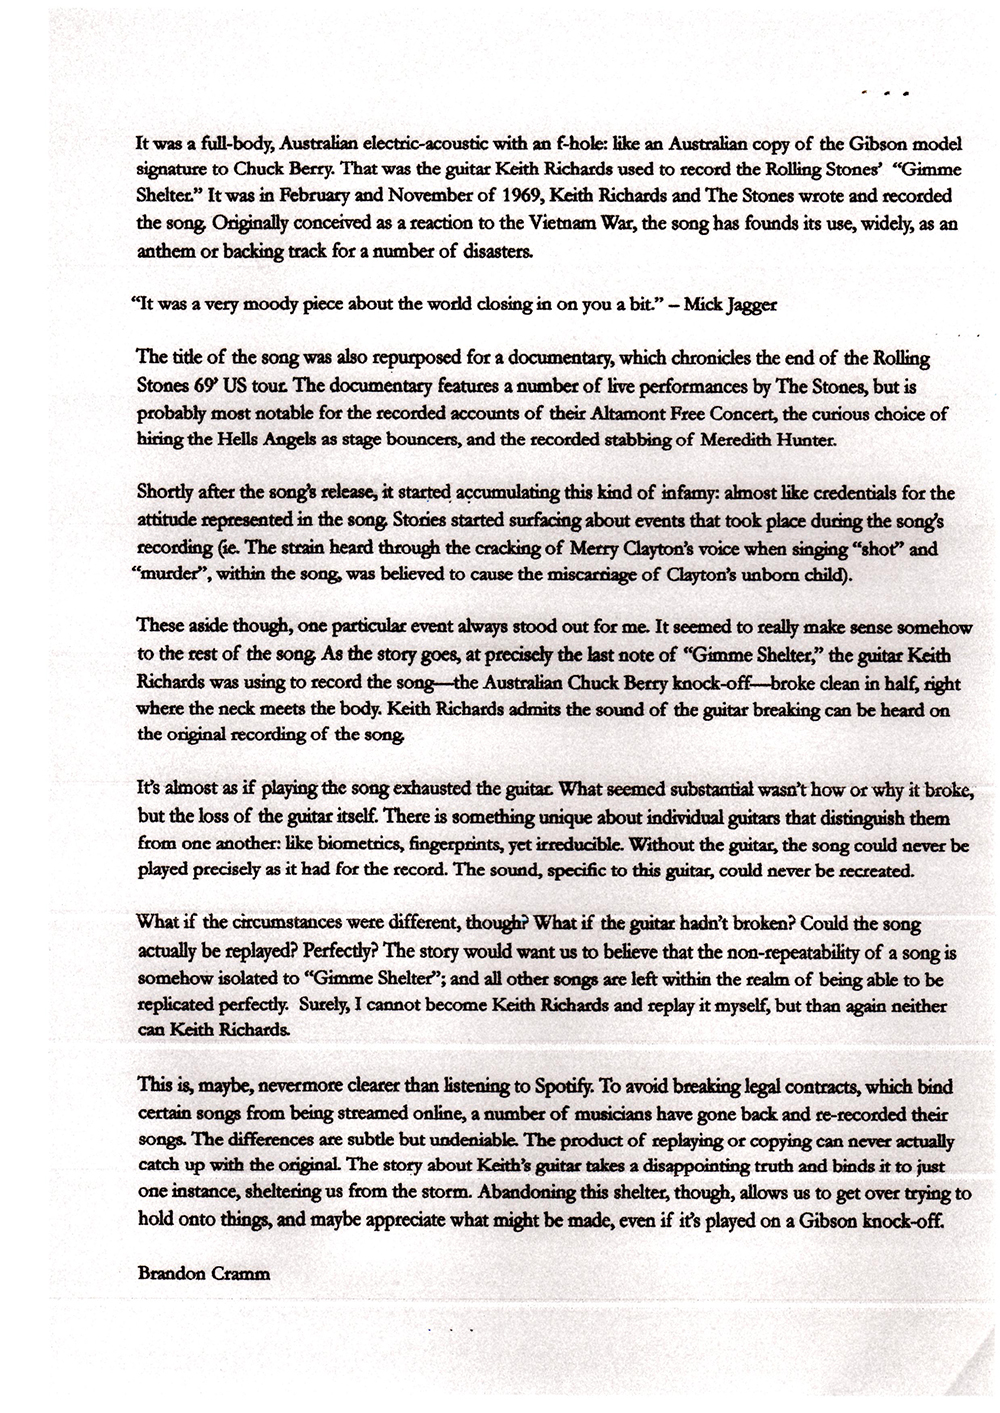 It was a full-body, Australian electric-acoustic with an f-hole: like an Australian copy of the Gibson model
signature to Chuck Berry. That was the guitar Keith Richards used to record the Rolling Stones’ “Gimme
Shelter.” It was in February and November of 1969, Keith Richards and The Stones wrote and recorded
the song. Originally conceived as a reaction to the Vietnam War, the song has founds its use, widely, as an
anthem or backing track for a number of disasters.
“It was a very moody piece about the world closing in on you a bit.” – Mick Jagger
The title of the song was also repurposed for a documentary, which chronicles the end of the Rolling
Stones 69’ US tour. The documentary features a number of live performances by The Stones, but is
probably most notable for the recorded accounts of their Altamont Free Concert, the curious choice of
hiring the Hells Angels as stage bouncers, and the recorded stabbing of Meredith Hunter.
Shortly after the song’s release, it started accumulating this kind of infamy: almost like credentials for the
attitude represented in the song. Stories started surfacing about events that took place during the song’s
recording (ie. The strain heard through the cracking of Merry Clayton’s voice when singing “shot” and
“murder”, within the song, was believed to cause the miscarriage of Clayton’s unborn child).
These aside though, one particular event always stood out for me. It seemed to really make sense somehow
to the rest of the song. As the story goes, at precisely the last note of “Gimme Shelter,” the guitar Keith
Richards was using to record the song—the Australian Chuck Berry knock-off—broke clean in half, right
where the neck meets the body. Keith Richards admits the sound of the guitar breaking can be heard on
the original recording of the song.
It’s almost as if playing the song exhausted the guitar. What seemed substantial wasn’t how or why it broke,
but the loss of the guitar itself. There is something unique about individual guitars that distinguish them
from one another: like biometrics, fingerprints, yet irreducible. Without the guitar, the song could never be
played precisely as it had for the record. The sound, specific to this guitar, could never be recreated.
What if the circumstances were different, though? What if the guitar hadn’t broken? Could the song
actually be replayed? Perfectly? The story would want us to believe that the non-repeatability of a song is
somehow isolated to “Gimme Shelter”; and all other songs are left within the realm of being able to be
replicated perfectly.  Surely, I cannot become Keith Richards and replay it myself, but than again neither
can Keith Richards.
This is, maybe, nevermore clearer than listening to Spotify. To avoid breaking legal contracts, which bind
certain songs from being streamed online, a number of musicians have gone back and re-recorded their
songs. The differences are subtle but undeniable. The product of replaying or copying can never actually
catch up with the original. The story about Keith’s guitar takes a disappointing truth and binds it to just
one instance, sheltering us from the storm. Abandoning this shelter, though, allows us to get over trying to
hold onto things, and maybe appreciate what might be made, even if it’s played on a Gibson knock-off.
Brandon Cramm